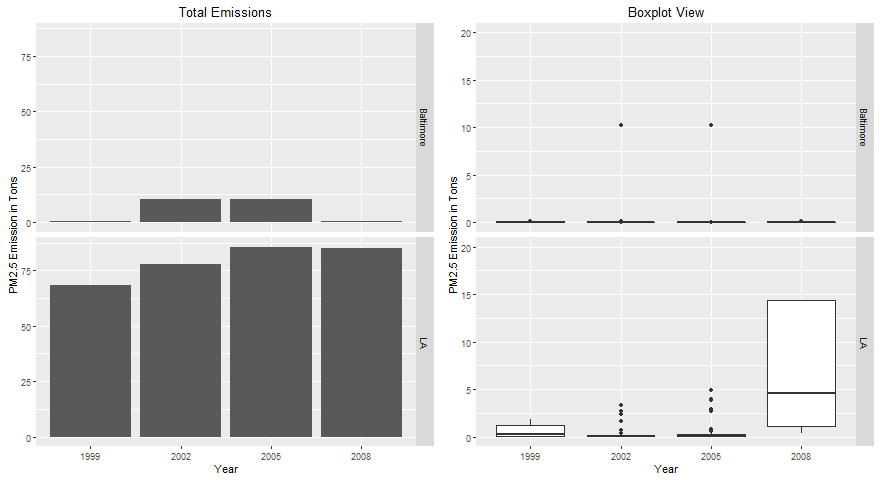 Total Emissions
75
50
25
0
Baltimore
75
50
25
0
LA
PM2.5 Emission in Tons
1999 2002 2005 2008
Year
Boxplot View
20
15
10
5
0
Baltimore
20
15
10
5
0
LA
PM2.5 Emission in Tons
1999 2002 2005 2008
Year